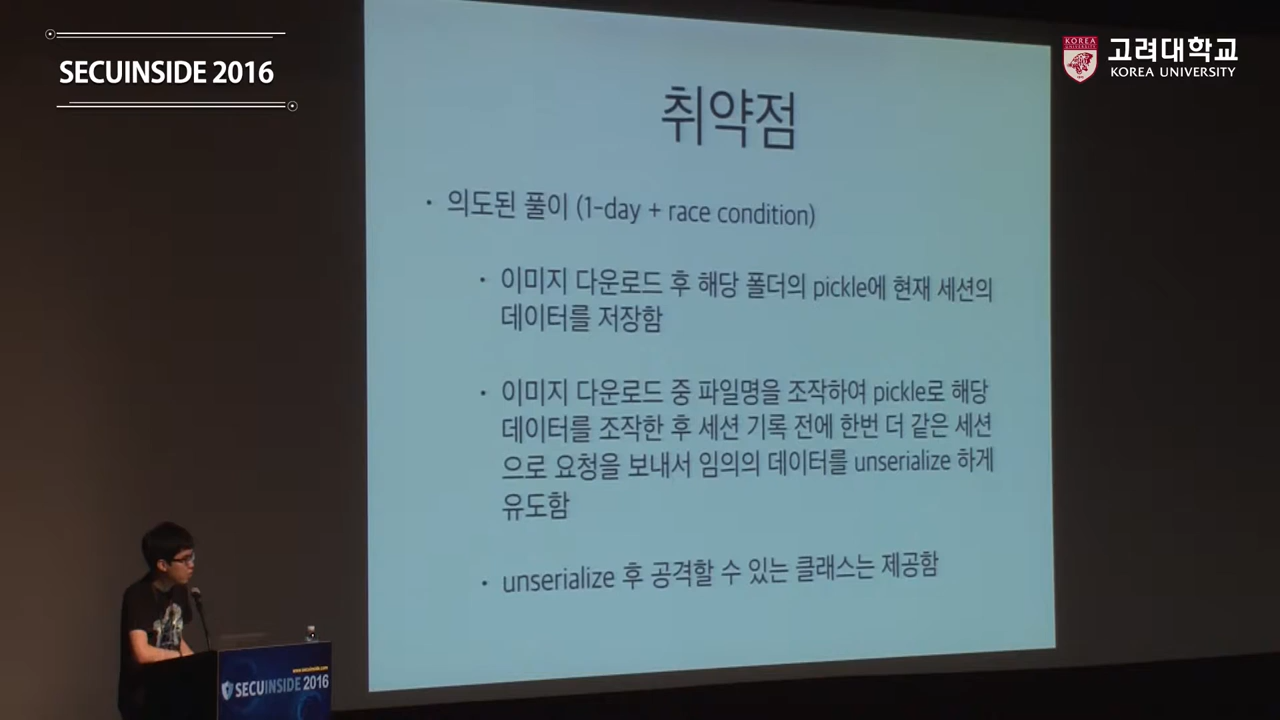 SECUINSIDE 2016
KOREA
고려대학교
KOREA UNIVERSITY
취약점
• 의도된 풀이 (1-day + race condition)
• 이미지 다운로드 후 해당 폴더의 pickle에 현재 세션의
데이터를 저장함
• 이미지 다운로드 중 파일명을 조작하여 pickle로 해당
데이터를 조작한 후 세션 기록 전에 한번 더 같은 세션
으로 요청을 보내서 임의의 데이터를 unserialize 하게
유도함
• unserialize 후 공격할 수 있는 클래스는 제공함
www.secuinside.com
SECUINSIDE 2016